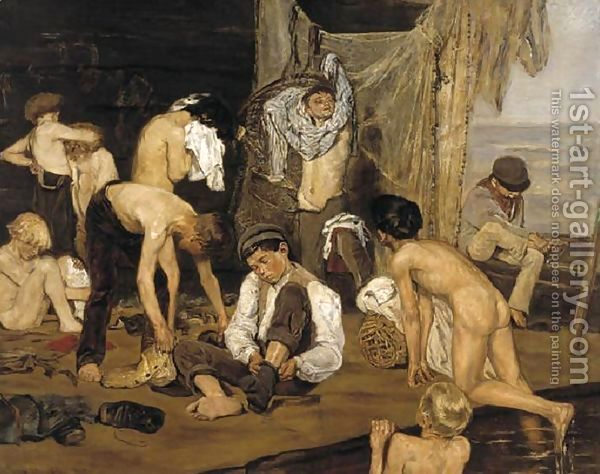 1st-art-gallery.com
This watermark does not appear on the painting